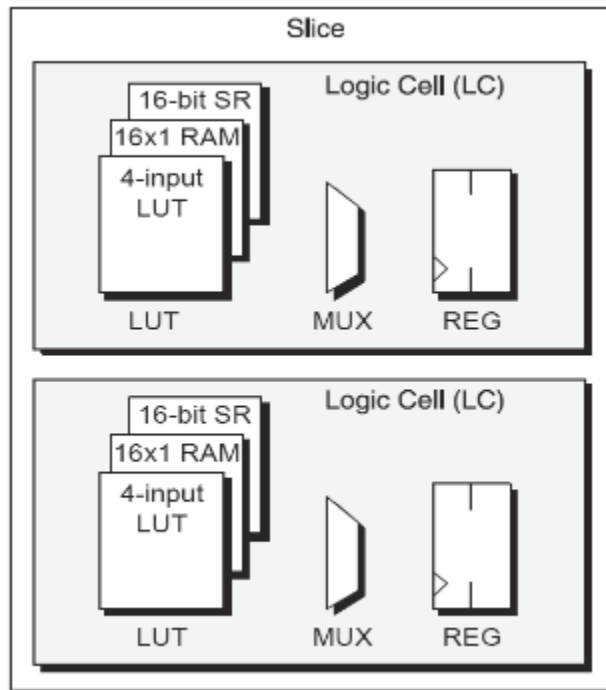 Slice
Logic Cell (LC)
16-bit SR
16x1 RAM
4-input
LUT
LUT
MUX
REG
Logic Cell (LC)
16-bit SR
16x1 RAM
4-input
LUT
LUT
MUX
REG